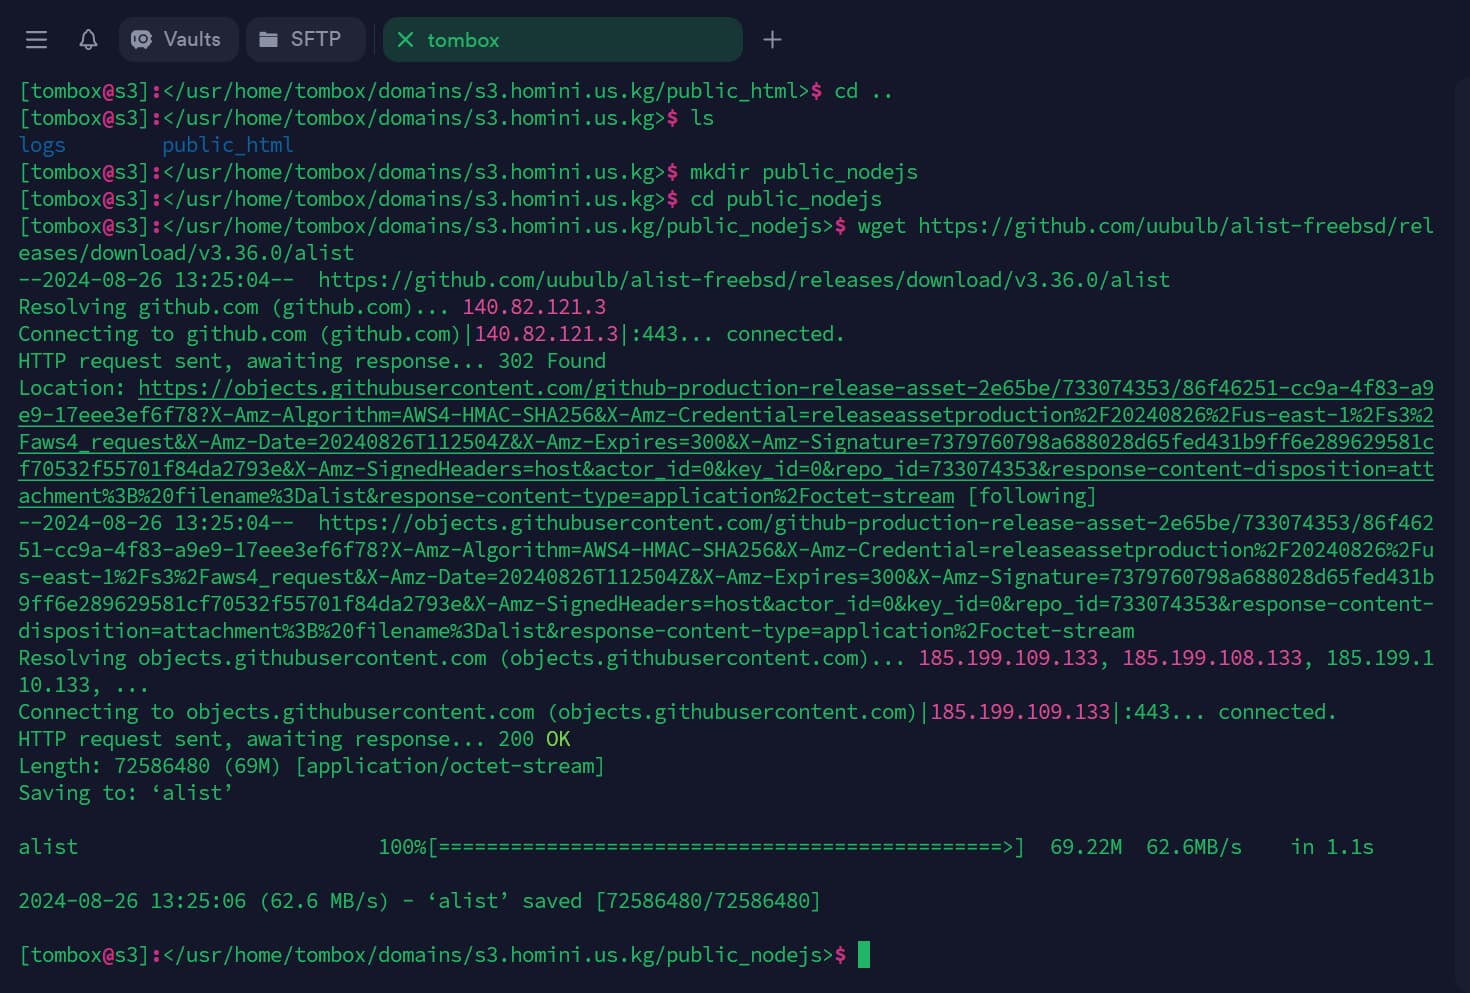 Vaults SFTP tombox
[tombox@s3]:</usr/home/tombox/domains/s3.homini.us.kg/public_html>$ cd ..
[tombox@s3]:</usr/home/tombox/domains/s3.homini.us.kg>$ ls
logs public_html
[tombox@s3]:</usr/home/tombox/domains/s3.homini.us.kg>$ mkdir public_nodejs
[tombox@s3]:</usr/home/tombox/domains/s3.homini.us.kg>$ cd public_nodejs
[tombox@s3]:</usr/home/tombox/domains/s3.homini.us.kg/public_nodejs>$ wget https://github.com/uubulb/alist-freebsd/rel
eases/download/v3.36.0/alist
--2024-08-26 13:25:04-- https://github.com/uubulb/alist-freebsd/releases/download/v3.36.0/alist
Resolving github.com (github.com)... 140.82.121.3
Connecting to github.com (github.com)|140.82.121.3|:443... connected.
HTTP request sent, awaiting response... 302 Found
Location: https://objects.githubusercontent.com/github-production-release-asset-2e65be/733074353/86f46251-cc9a-4f83-a9
e9-17eee3ef6f78?X-Amz-Algorithm=AWS4-HMAC-SHA256&X-Amz-Credential=releaseassetproduction%2F20240826%2Fus-east-1%2Fs3%2
Faws4_request&X-Amz-Date=20240826T112504Z&X-Amz-Expires=300&X-Amz-Signature=7379760798a688028d65fed431b9ff6e289629581c
f70532f55701f84da2793e&X-Amz-SignedHeaders=host&actor_id=0&key_id=0&repo_id=733074353&response-content-disposition=att
achment%3B%20filename%3Dalist&response-content-type=application%2Foctet-stream [following]
--2024-08-26 13:25:04-- https://objects.githubusercontent.com/github-production-release-asset-2e65be/733074353/86f462
51-cc9a-4f83-a9e9-17eee3ef6f78?X-Amz-Algorithm=AWS4-HMAC-SHA256&X-Amz-Credential=releaseassetproduction%2F20240826%2Fu
s-east-1%2Fs3%2Faws4_request&X-Amz-Date=20240826T112504Z&X-Amz-Expires=300&X-Amz-Signature=7379760798a688028d65fed431b
9ff6e289629581cf70532f55701f84da2793e&X-Amz-SignedHeaders=host&actor_id=0&key_id=0&repo_id=733074353&response-content-
disposition=attachment%3B%20filename%3Dalist&response-content-type=application%2Foctet-stream
Resolving objects.githubusercontent.com (objects.githubusercontent.com)... 185.199.109.133, 185.199.108.133, 185.199.1
10.133, ...
Connecting to objects.githubusercontent.com (objects.githubusercontent.com)|185.199.109.133|:443... connected.
HTTP request sent, awaiting response... 200 OK
Length: 72586480 (69M) [application/octet-stream]
Saving to: ‘alist’
alist 100%[===============================================>] 69.22M 62.6MB/s in 1.1s
2024-08-26 13:25:06 (62.6 MB/s) - ‘alist’ saved [72586480/72586480]
[tombox@s3]:</usr/home/tombox/domains/s3.homini.us.kg/public_nodejs>$